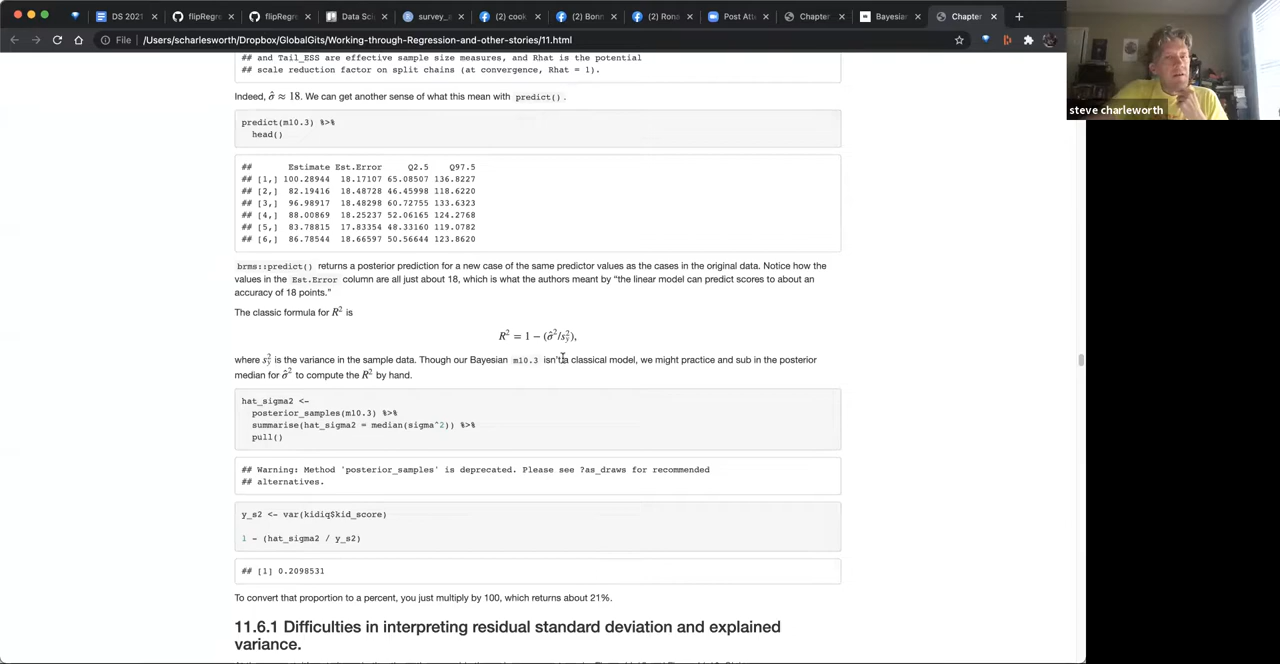 DS 2021
flipRegr
flipRegre
Data Sci
survey_a
(2) cook
(2) Bonn
(2) Rona
Post Att
Chapter
Bayesian
Chapter
File /Users/scharlesworth/Dropbox/GlobalGits/Working-through-Regression-and-other-stories/11.html
steve charleworth
## and Tail_ESS are effective sample size measures, and Rhat is the potential
## scale reduction factor on split chains (at convergence, Rhat = 1).
Indeed, σ̂ ≈ 18. We can get another sense of what this mean with predict() .
predict(m10.3) %>%
head()
## Estimate Est.Error Q2.5 Q97.5
## [1,] 100.28944 18.17107 65.08507 136.8227
## [2,] 82.19416 18.48728 46.45998 118.6220
## [3,] 96.98917 18.48298 60.72755 133.6323
## [4,] 88.00869 18.25237 52.06165 124.2768
## [5,] 83.78815 17.83354 48.33160 119.0782
## [6,] 86.78544 18.66597 50.56644 123.8620
brms::predict() returns a posterior prediction for a new case of the same predictor values as the cases in the original data. Notice how the
values in the Est.Error column are all just about 18, which is what the authors meant by “the linear model can predict scores to about an
accuracy of 18 points.”
The classic formula for R² is
R² = 1 − (σ̂²/s²y),
where s²y is the variance in the sample data. Though our Bayesian m10.3 isn't a classical model, we might practice and sub in the posterior
median for σ̂² to compute the R² by hand.
hat_sigma2 <-
posterior_samples(m10.3) %>%
summarise(hat_sigma2 = median(sigma^2)) %>%
pull()
## Warning: Method 'posterior_samples' is deprecated. Please see ?as_draws for recommended
## alternatives.
y_s2 <- var(kidiq$kid_score)
1 - (hat_sigma2 / y_s2)
## [1] 0.2098531
To convert that proportion to a percent, you just multiply by 100, which returns about 21%.
11.6.1 Difficulties in interpreting residual standard deviation and explained
variance.